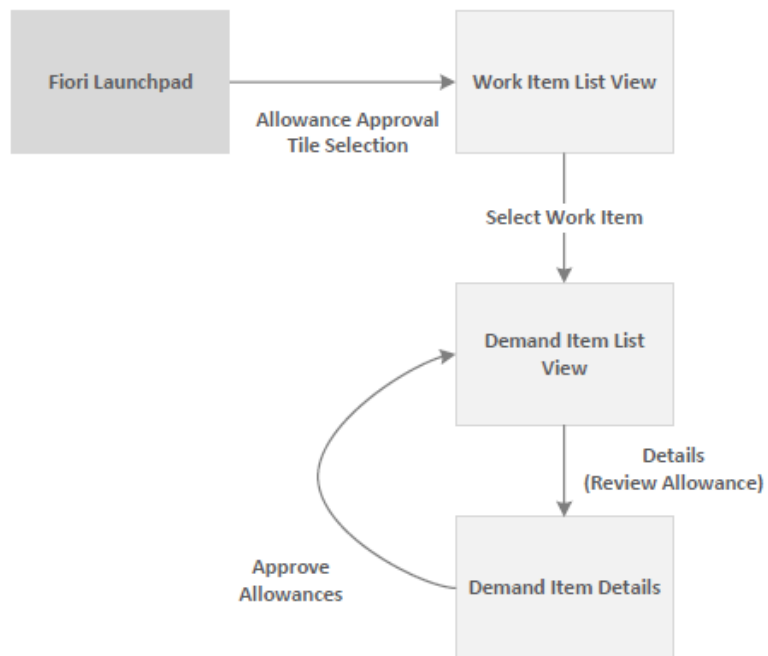 Fiori Launchpad
Work Item List View
Allowance Approval
Tile Selection
Select Work Item
Demand Item List
View
Details
(Review Allowance)
Approve
Allowances
Demand Item Details